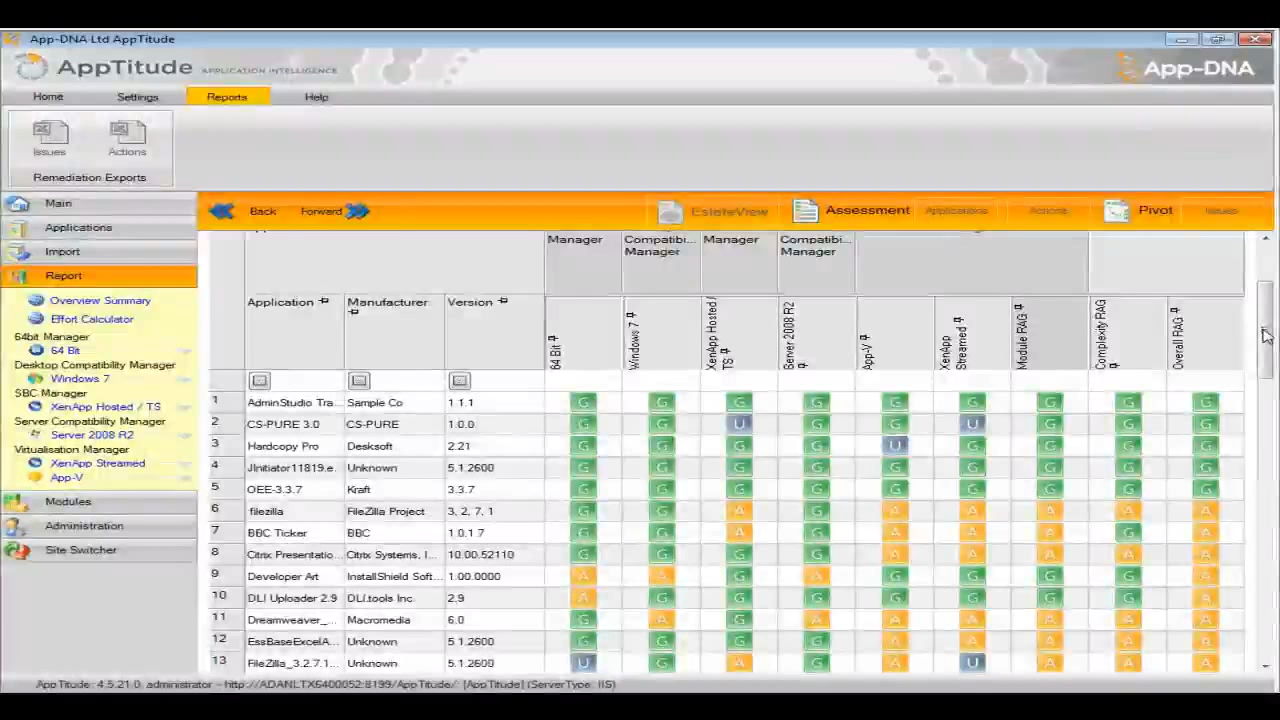 App-DNA Ltd AppTitude
AppTitude APPLICATION INTELLIGENCE
App-DNA
Home Settings Reports Help
Issues Actions
Remediation Exports
Main
Applications
Import
Report
Overview Summary
Effort Calculator
64bit Manager
64 Bit
Desktop Compatibility Manager
Windows 7
SBC Manager
XenApp Hosted / TS
Server Compatibility Manager
Server 2008 R2
Virtualisation Manager
XenApp Streamed
App-V
Modules
Administration
Site Switcher
Back Forward EstateView Assessment Applications Actions Pivot Issues
Manager Compatibi... Manager Manager Compatibi... Manager
Application Manufacturer Version 64 Bit Windows 7 XenApp Hosted / TS Server 2008 R2 App-V XenApp Streamed Module RAG Complexity RAG Overall RAG
1 AdminStudio Tra... Sample Co 1.1.1 G G G G G G G G G
2 CS-PURE 3.0 CS-PURE 1.0.0 G G U G G U G G G
3 Hardcopy Pro Desksoft 2.21 G G G G U G G G G
4 JInitiator11819.e. Unknown 5.1.2600 G G G G G G G G G
5 OEE-3.3.7 Kraft 3.3.7 G G G G G G G G G
6 filezilla FileZilla Project 3, 2, 7, 1 G G A G A A A A A
7 BBC Ticker BBC 1.0.1.7 G G A G A A A G A
8 Citrix Presentatio... Citrix Systems, I... 10.00.52110 G G G G A A A A A
9 Developer Art InstallShield Soft... 1.00.0000 A A G A G G G G A
10 DLI Uploader 2.9 DLI.tools Inc. 2.9 A G G G G G G G A
11 Dreamweaver_... Macromedia 6.0 G A G A A A A A A
12 EssBaseExcelA... Unknown 5.1.2600 G G G G A A A A A
13 FileZilla_3.2.7.1... Unknown 5.1.2600 U G A G A U A A A
AppTitude: 4.5.21.0 administrator - http://ADANLTX6400052:8199/AppTitude/ [AppTitude] (ServerType: IIS)